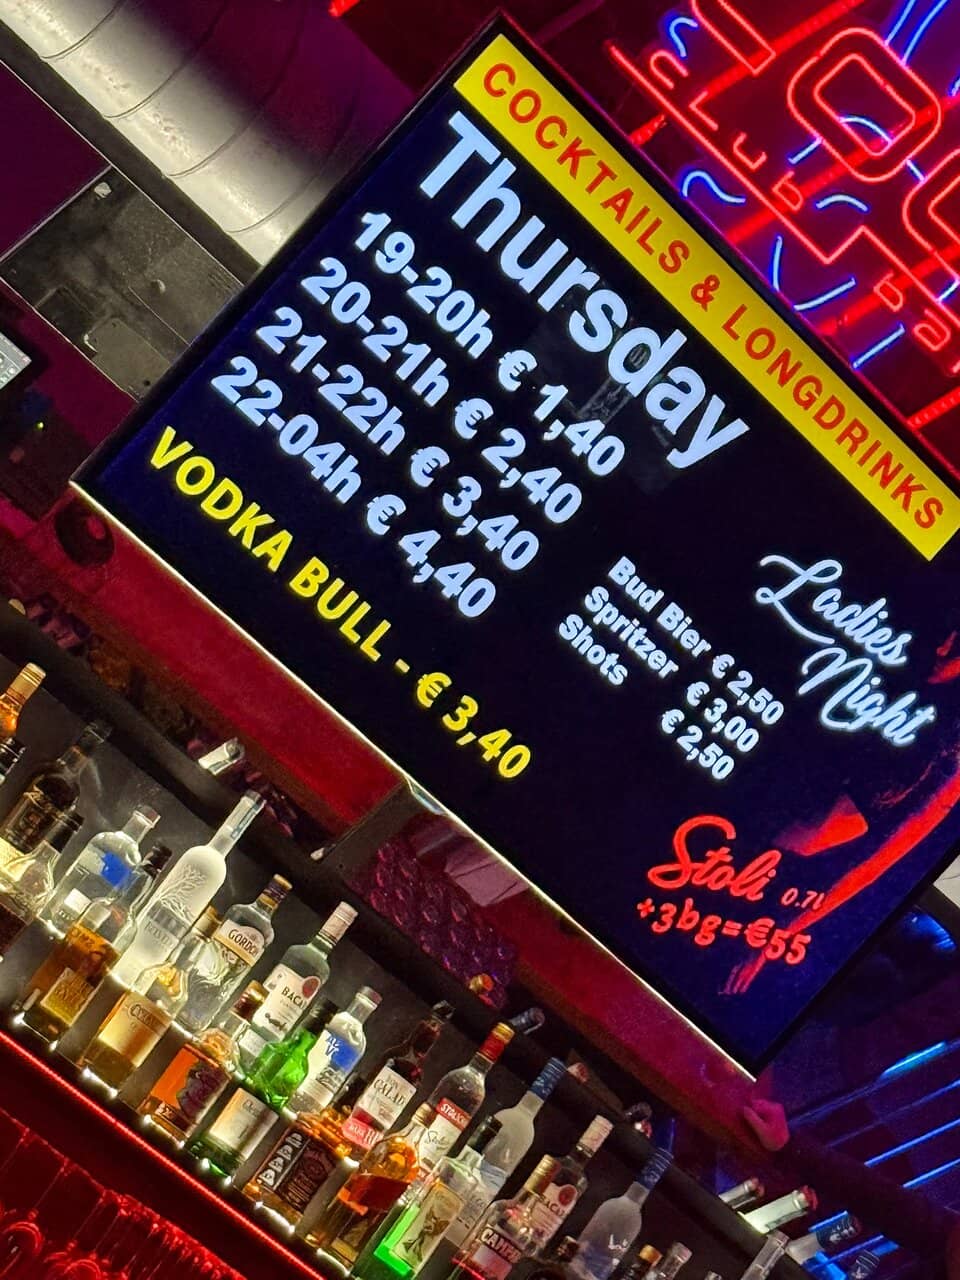 COCKTAILS & LONGDRINKS
Thursday
19-20h € 1,40
20-21h € 2,40
21-22h € 3,40
22-04h € 4,40
VODKA BULL - € 3,40
Ladies
Night
Bud Bier € 2,50
Spritzer € 3,00
Shots € 2,50
Stoli 0.7l
+3bg=€55
club
GORDON